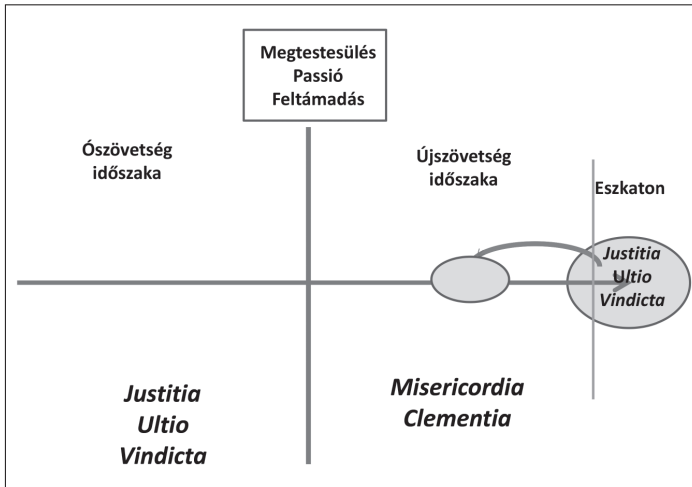 Megtestesülés
Passió
Feltámadás
Ószövetség
időszaka
Újszövetség
időszaka
Eszkaton
Justitia
Ultio
Vindicta
Justitia
Ultio
Vindicta
Misericordia
Clementia